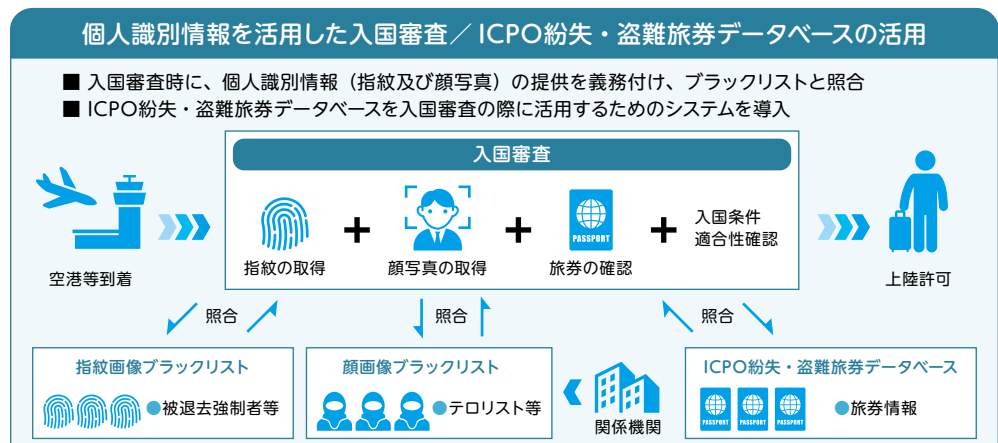 個人識別情報を活用した入国審査／ICPO紛失・盗難旅券データベースの活用
■ 入国審査時に、個人識別情報（指紋及び顔写真）の提供を義務付け、ブラックリストと照合
■ ICPO紛失・盗難旅券データベースを入国審査の際に活用するためのシステムを導入
入国審査
空港等到着
指紋の取得
+
顔写真の取得
+
PASSPORT
旅券の確認
+
入国条件
適合性確認
上陸許可
照合
照合
照合
指紋画像ブラックリスト
●被退去強制者等
顔画像ブラックリスト
●テロリスト等
関係機関
ICPO紛失・盗難旅券データベース
PASSPORT PASSPORT PASSPORT
●旅券情報